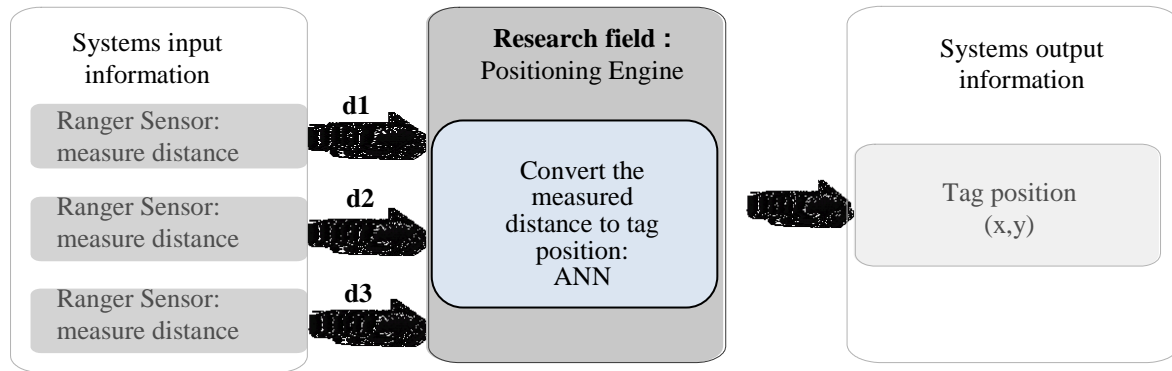 Systems input
information
Ranger Sensor:
measure distance
Ranger Sensor:
measure distance
Ranger Sensor:
measure distance
d1
d2
d3
Research field :
Positioning Engine
Convert the
measured
distance to tag
position:
ANN
Systems output
information
Tag position
(x,y)